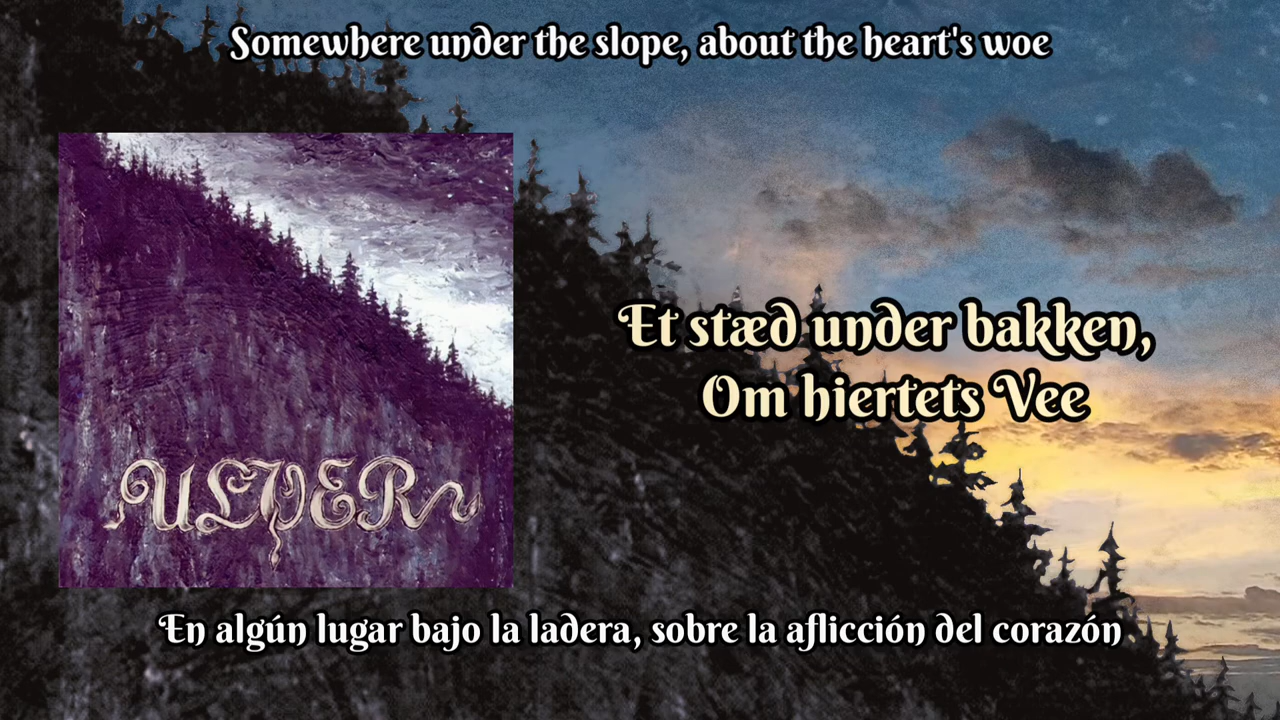 Somewhere under the slope, about the heart's woe
Et stæd under bakken,
Om hiertets Vee
ULVER
En algún lugar bajo la ladera, sobre la aflicción del corazón